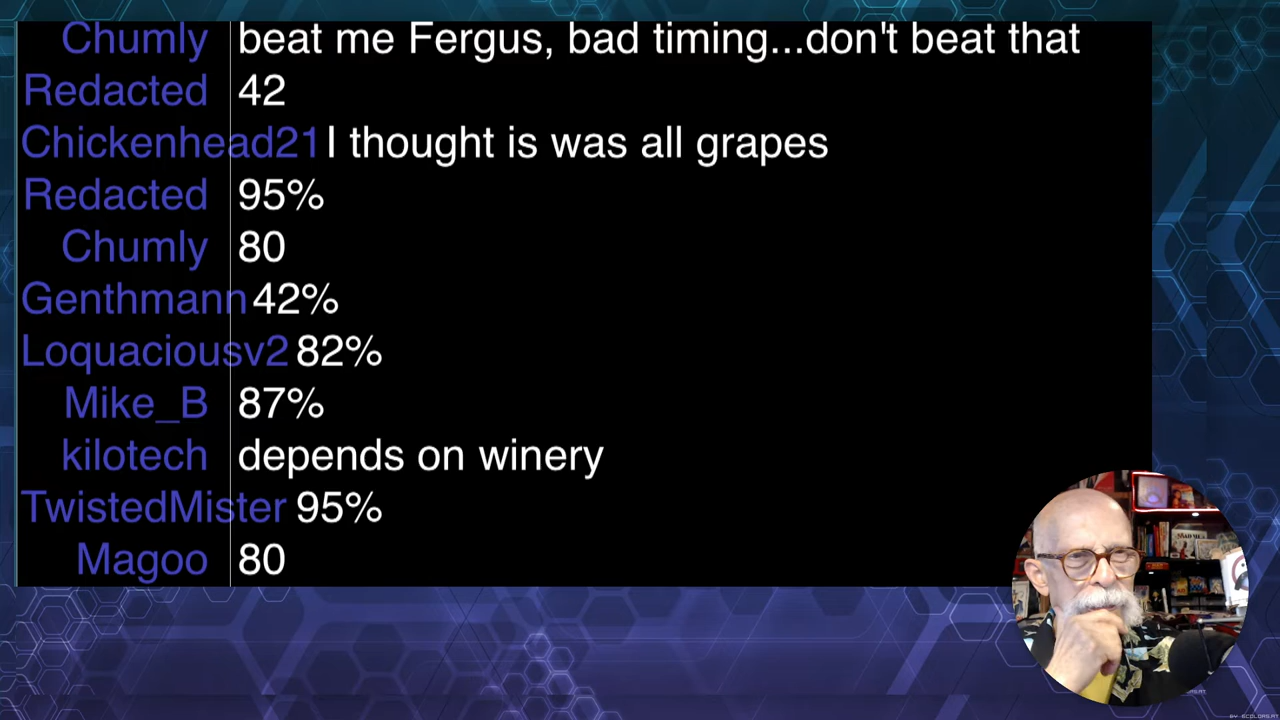 Chumly beat me Fergus, bad timing...don't beat that
Redacted 42
Chickenhead21 I thought is was all grapes
Redacted 95%
Chumly 80
Genthmann 42%
Loquaciousv2 82%
Mike_B 87%
kilotech depends on winery
TwistedMister 95%
Magoo 80